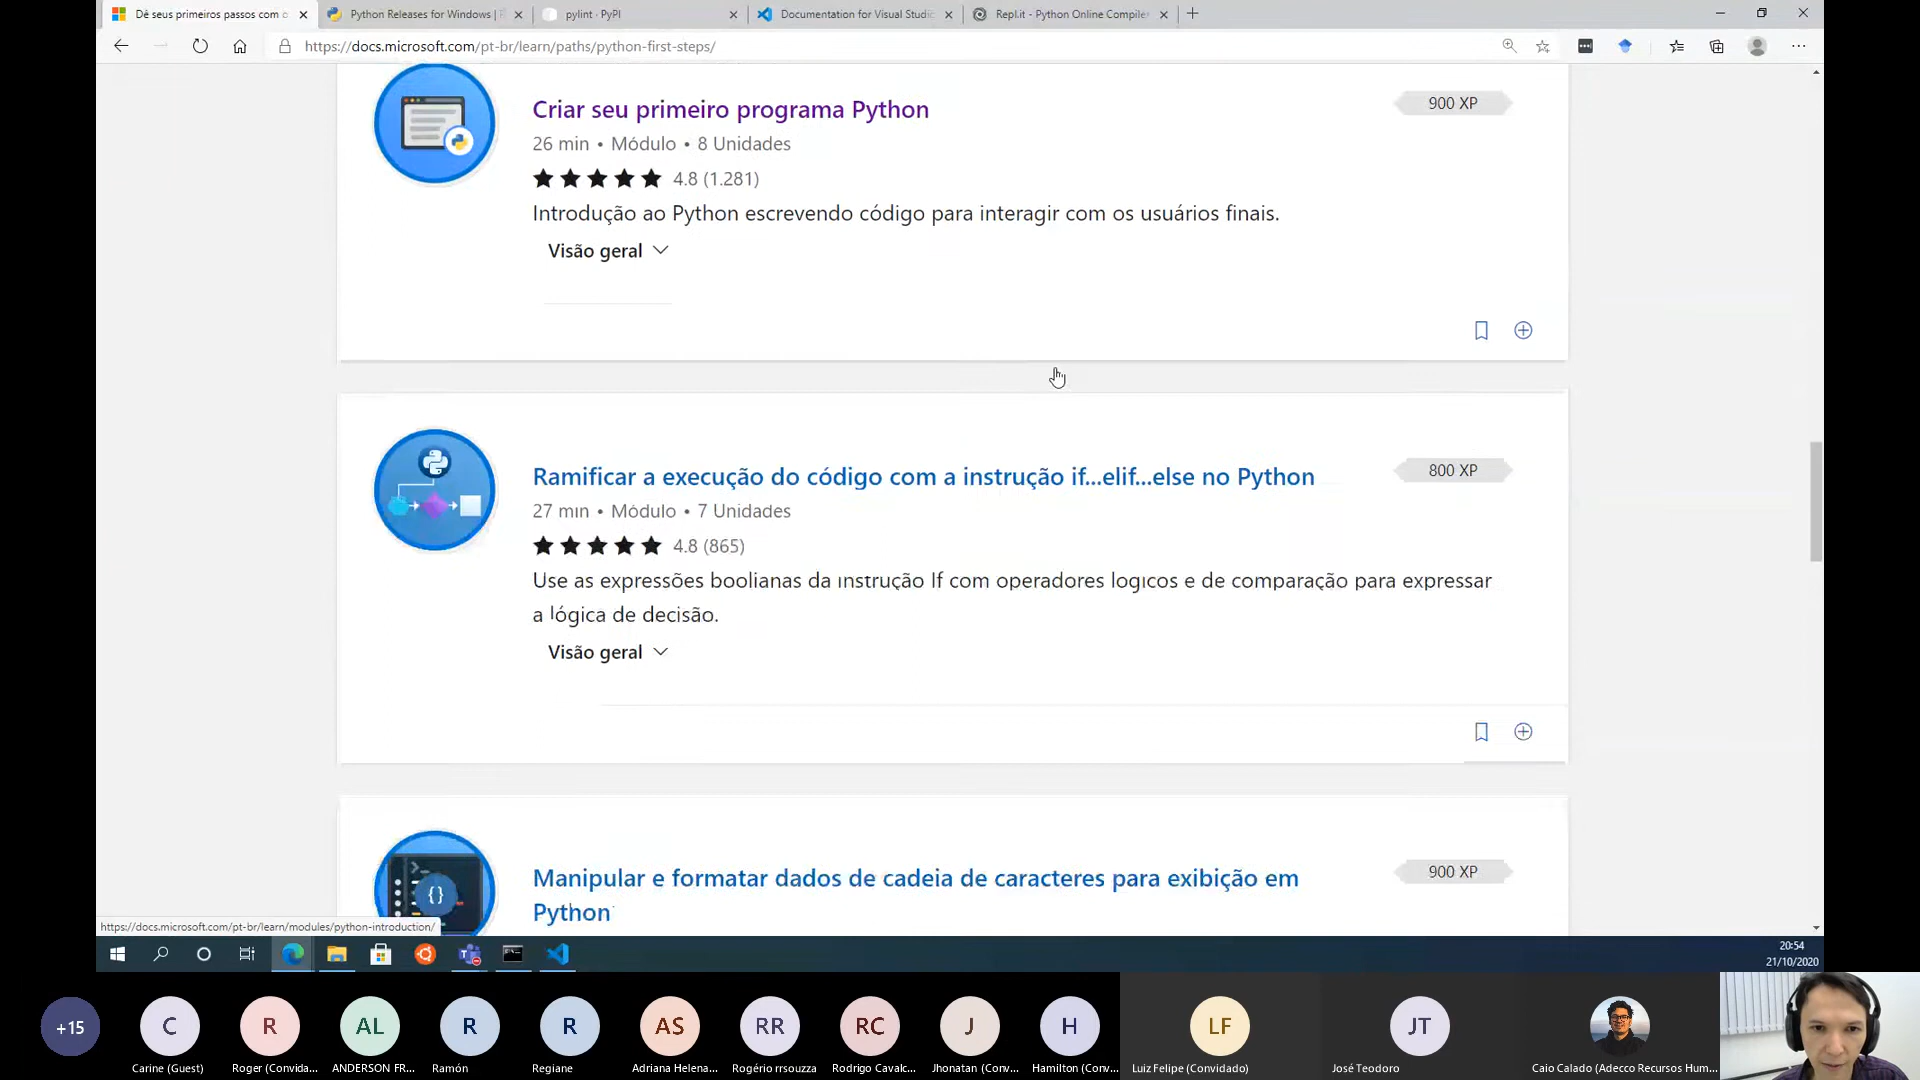 Dê seus primeiros passos com o
Python Releases for Windows |
pylint · PyPI
Documentation for Visual Studio
Repl.it - Python Online Compile
https://docs.microsoft.com/pt-br/learn/paths/python-first-steps/
Criar seu primeiro programa Python
900 XP
26 min • Módulo • 8 Unidades
4.8 (1.281)
Introdução ao Python escrevendo código para interagir com os usuários finais.
Visão geral
Ramificar a execução do código com a instrução if...elif...else no Python
800 XP
27 min • Módulo • 7 Unidades
4.8 (865)
Use as expressões boolianas da instrução If com operadores lógicos e de comparação para expressar
a lógica de decisão.
Visão geral
Manipular e formatar dados de cadeia de caracteres para exibição em
Python
900 XP
{}
https://docs.microsoft.com/pt-br/learn/modules/python-introduction/
20:54
21/10/2020
+15
C
R
AL
R
R
AS
RR
RC
J
H
LF
JT
Carine (Guest)
Roger (Convida...
ANDERSON FR...
Ramón
Regiane
Adriana Helena...
Rogério rrsouzza
Rodrigo Cavalc...
Jhonatan (Conv...
Hamilton (Conv...
Luiz Felipe (Convidado)
José Teodoro
Caio Calado (Adecco Recursos Hum...